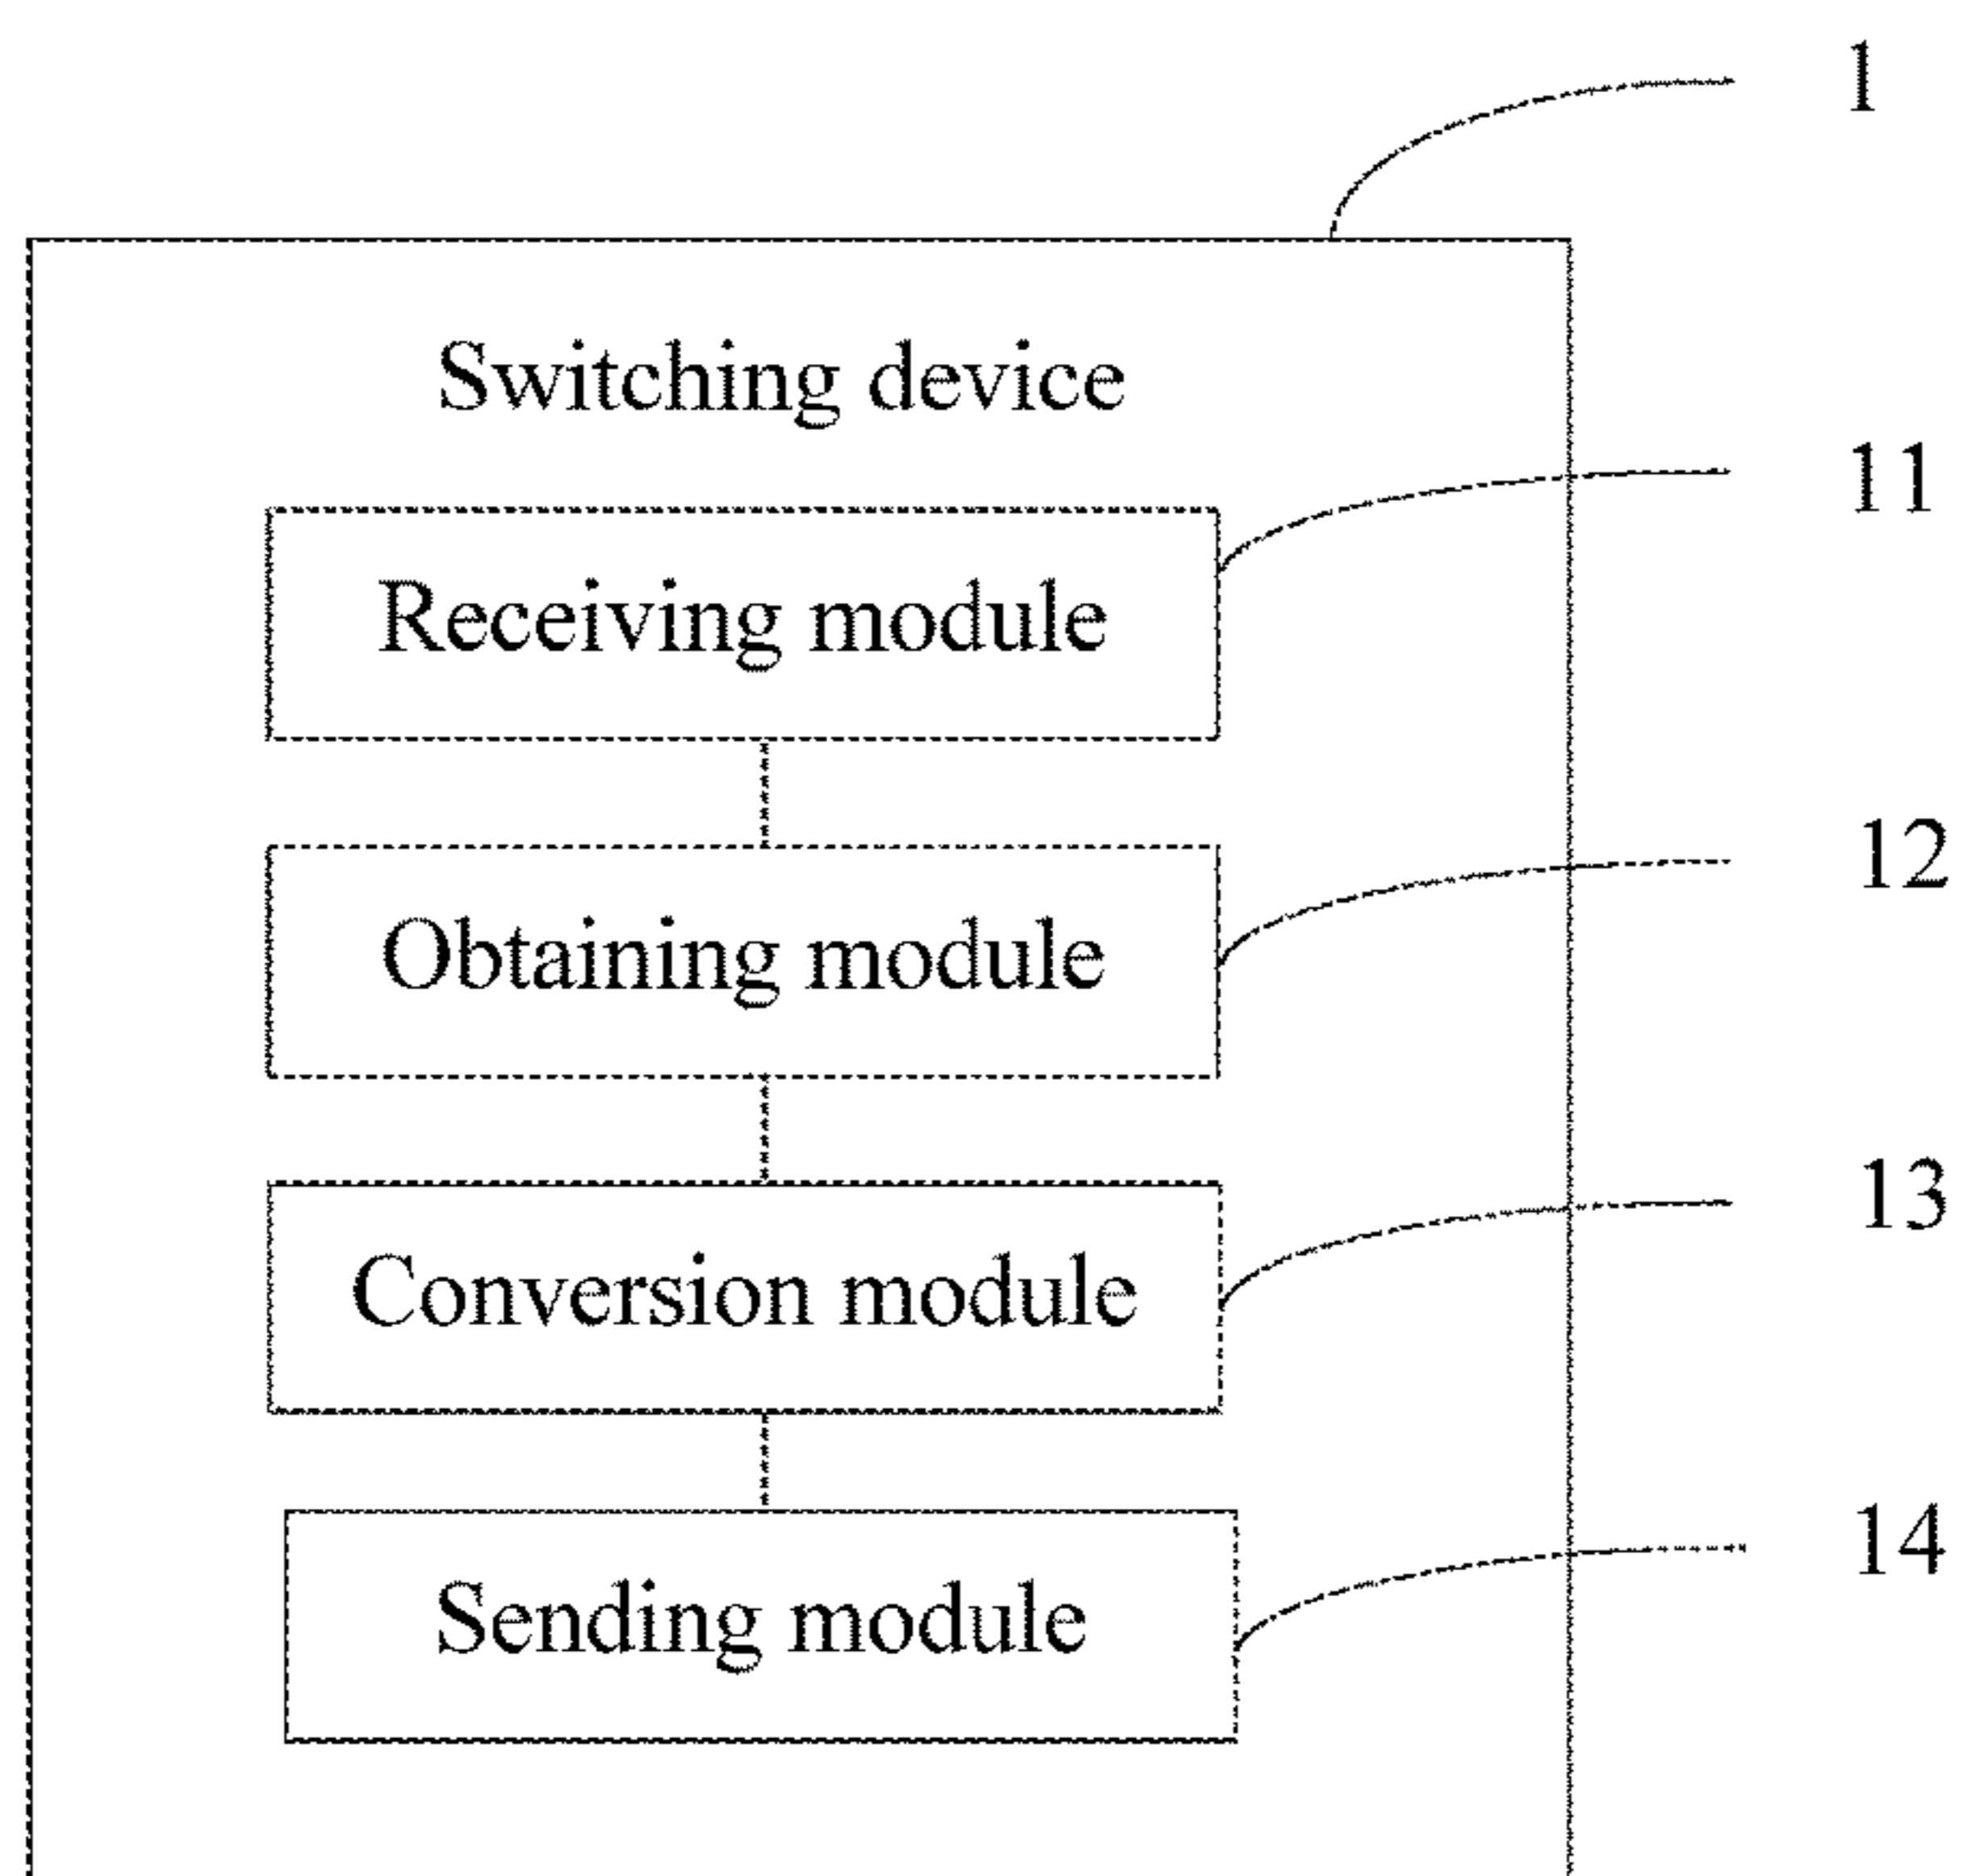 1
Switching device
11
Receiving module
12
Obtaining module
13
Conversion module
14
Sending module